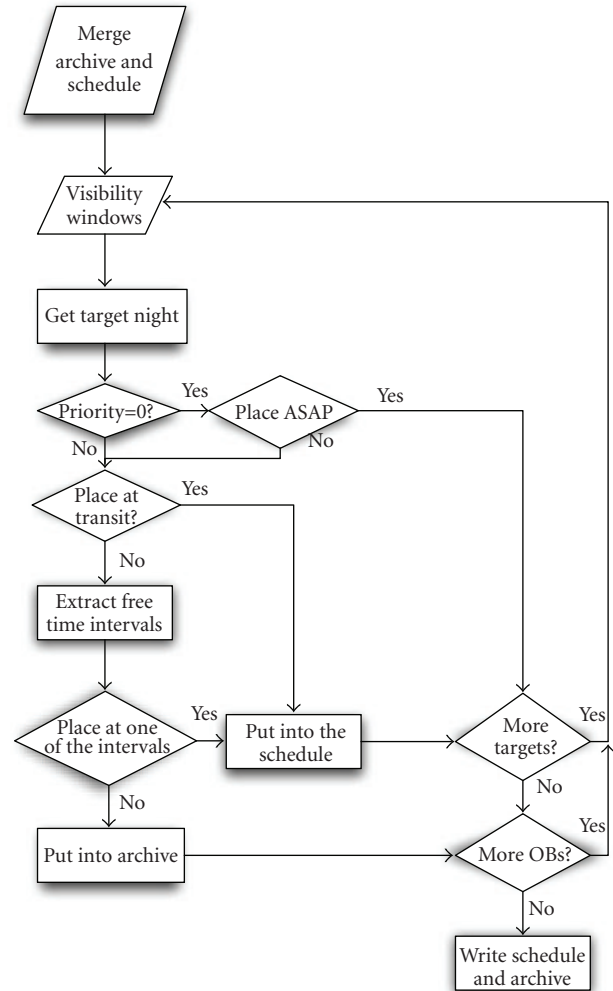 Merge
archive and
schedule
Visibility
windows
Get target night
Priority=0?
Yes
Place ASAP
Yes
No
No
Place at
transit?
Yes
No
Extract free
time intervals
Place at one
of the intervals
Yes
Put into the
schedule
More
targets?
Yes
No
No
Put into archive
More OBs?
Yes
No
Write schedule
and archive